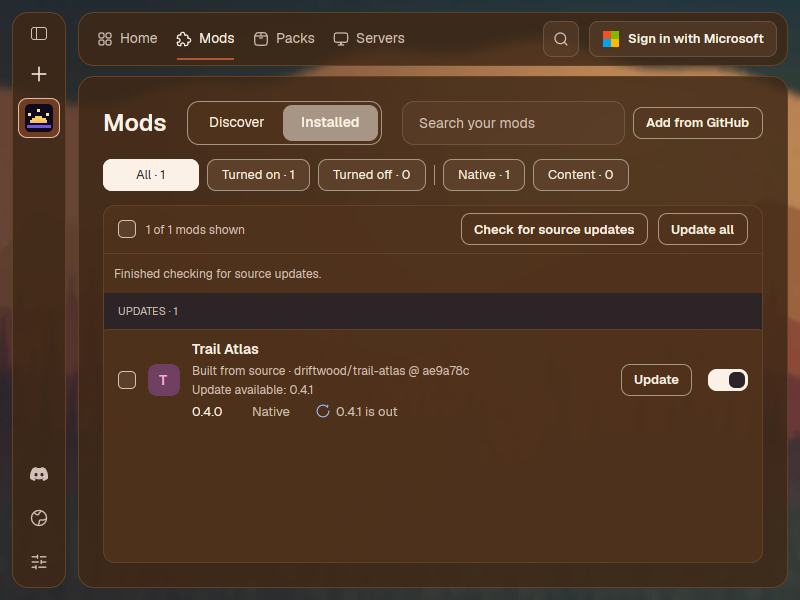 Home
Mods
Packs
Servers
Sign in with Microsoft
Mods
Discover
Installed
Search your mods
Add from GitHub
All · 1
Turned on · 1
Turned off · 0
Native · 1
Content · 0
1 of 1 mods shown
Check for source updates
Update all
Finished checking for source updates.
UPDATES · 1
T
Trail Atlas
Built from source · driftwood/trail-atlas @ ae9a78c
Update available: 0.4.1
0.4.0
Native
0.4.1 is out
Update